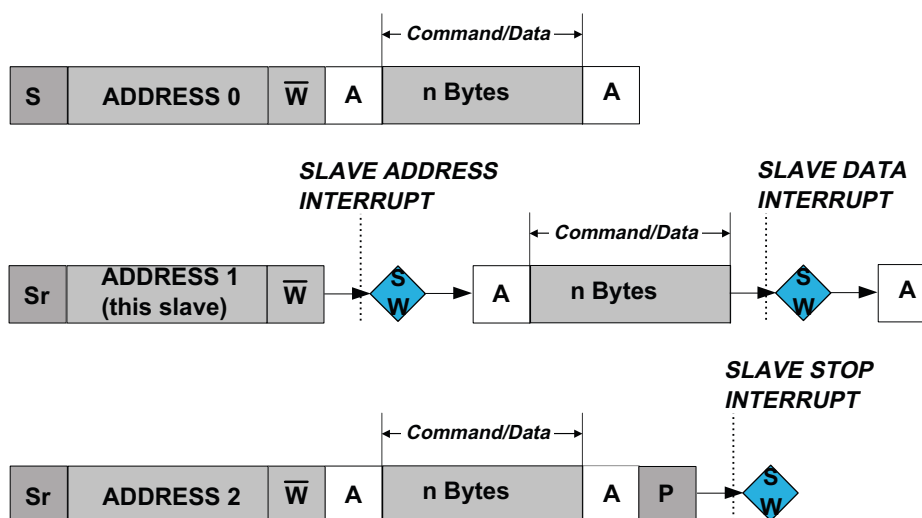 Command/Data
S ADDRESS 0 W A n Bytes A
SLAVE ADDRESS
INTERRUPT
SLAVE DATA
INTERRUPT
Command/Data
Sr ADDRESS 1
(this slave) W S
W A n Bytes S
W A
SLAVE STOP
INTERRUPT
Command/Data
Sr ADDRESS 2 W A n Bytes A P S
W